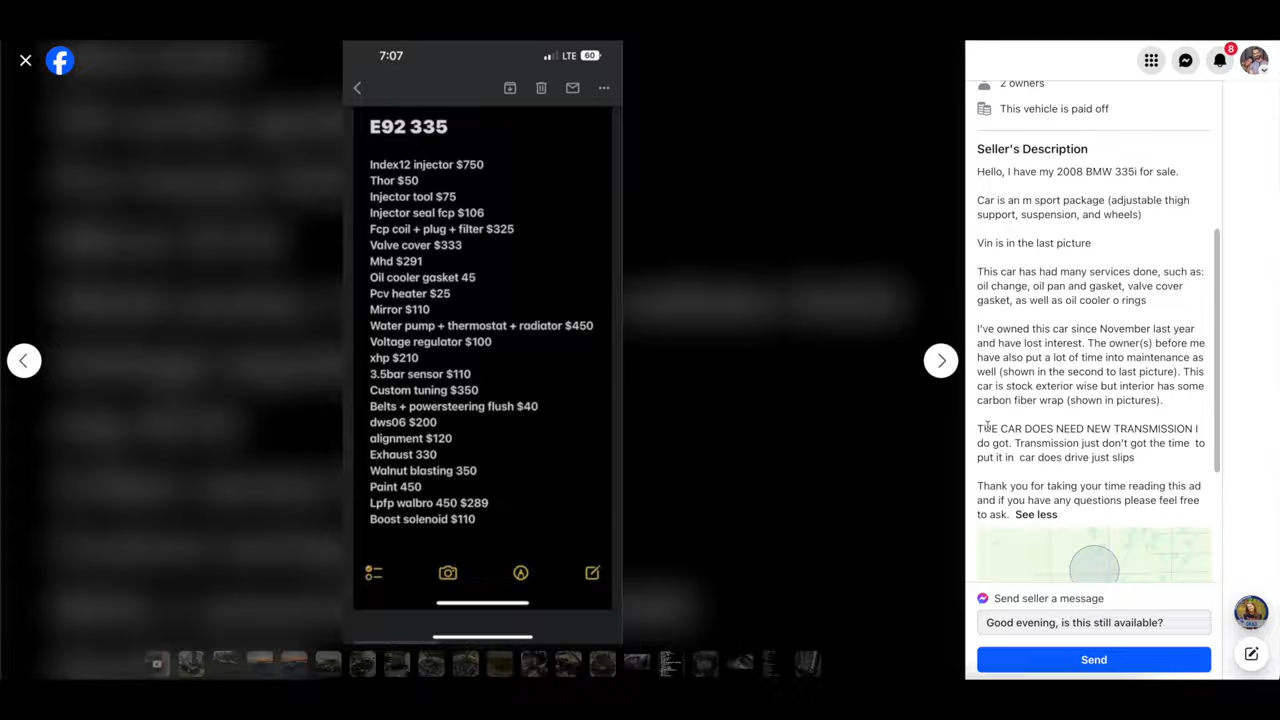 7:07
LTE 60
E92 335
Index12 injector $750
Thor $50
Injector tool $75
Injector seal fcp $106
Fcp coil + plug + filter $325
Valve cover $333
Mhd $291
Oil cooler gasket 45
Pcv heater $25
Mirror $110
Water pump + thermostat + radiator $450
Voltage regulator $100
xhp $210
3.5bar sensor $110
Custom tuning $350
Belts + powersteering flush $40
dws06 $200
alignment $120
Exhaust 330
Walnut blasting 350
Paint 450
Lpfp walbro 450 $289
Boost solenoid $110
8
2 owners
This vehicle is paid off
Seller's Description
Hello, I have my 2008 BMW 335i for sale.
Car is an m sport package (adjustable thigh
support, suspension, and wheels)
Vin is in the last picture
This car has had many services done, such as:
oil change, oil pan and gasket, valve cover
gasket, as well as oil cooler o rings
I've owned this car since November last year
and have lost interest. The owner(s) before me
have also put a lot of time into maintenance as
well (shown in the second to last picture). This
car is stock exterior wise but interior has some
carbon fiber wrap (shown in pictures).
THE CAR DOES NEED NEW TRANSMISSION I
do got. Transmission just don't got the time to
put it in car does drive just slips
Thank you for taking your time reading this ad
and if you have any questions please feel free
to ask. See less
Send seller a message
Good evening, is this still available?
Send